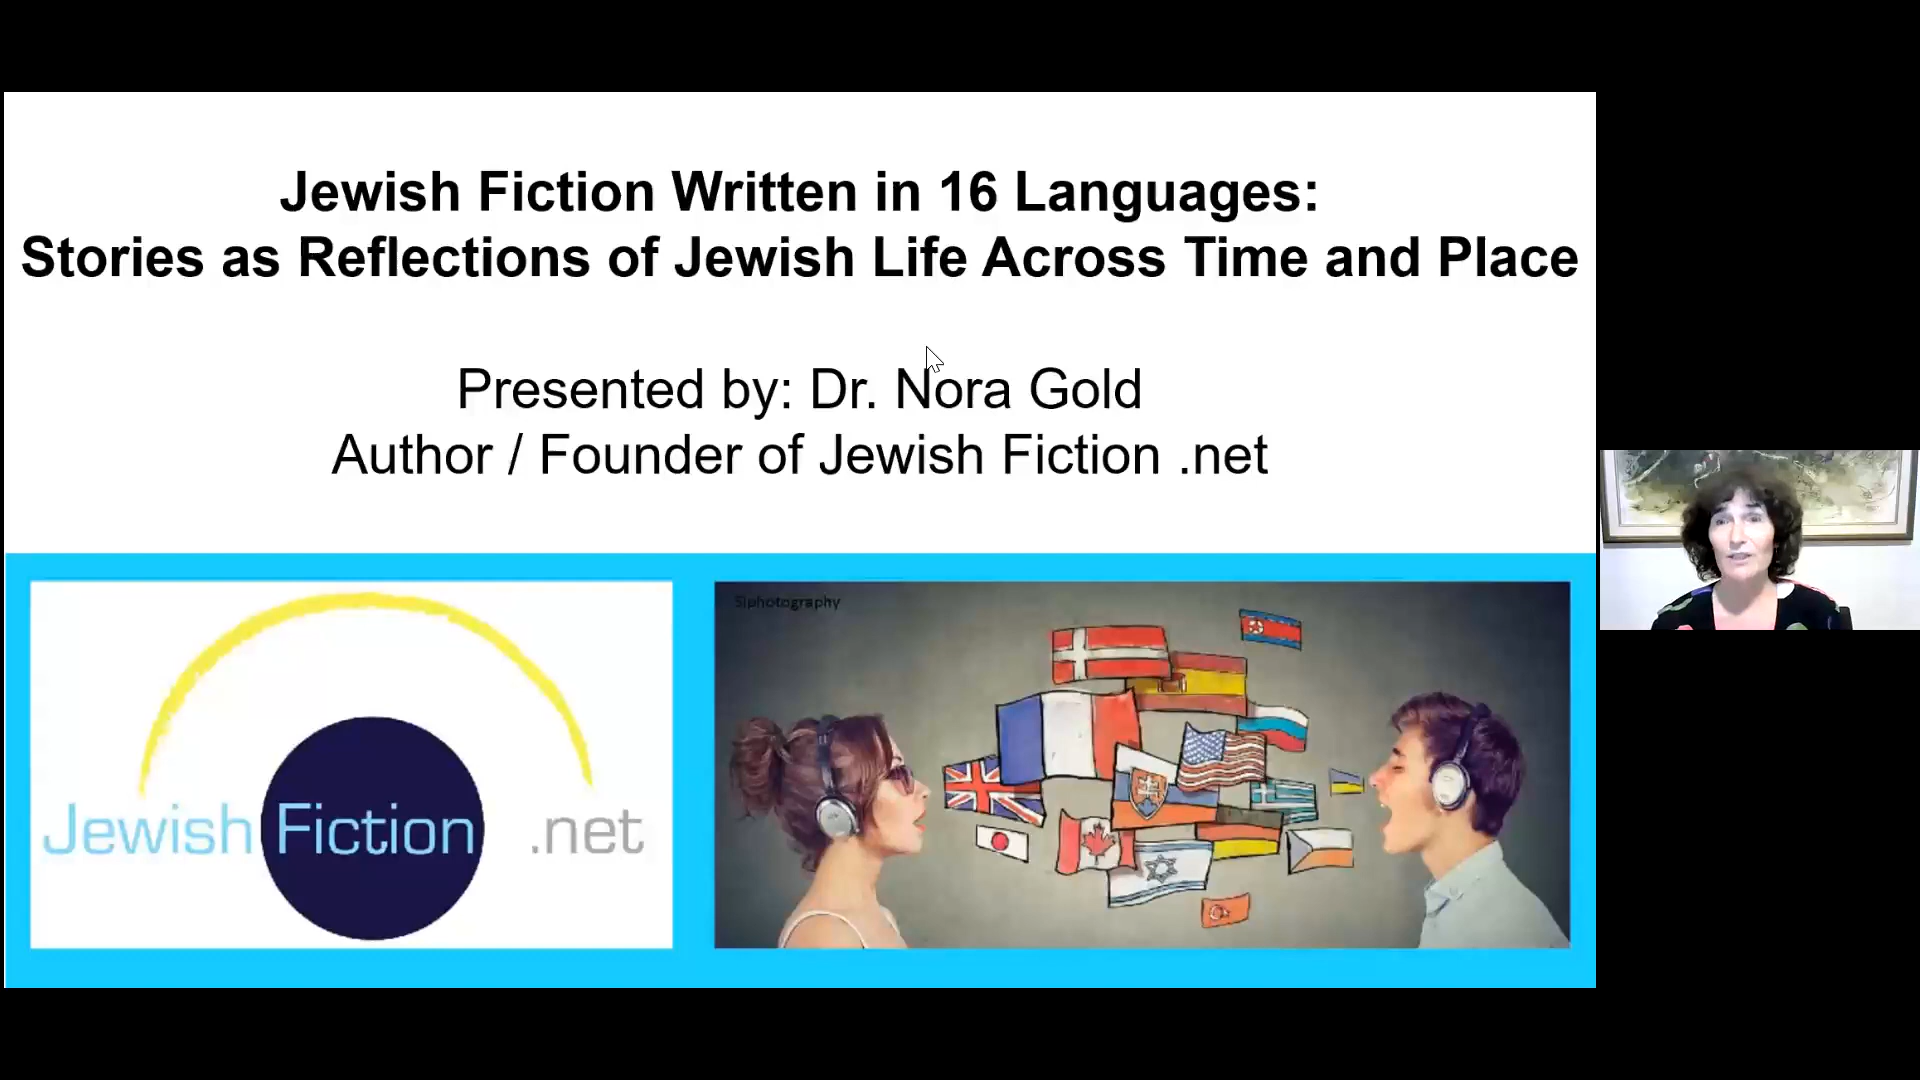 Jewish Fiction Written in 16 Languages:
Stories as Reflections of Jewish Life Across Time and Place
Presented by: Dr. Nora Gold
Author / Founder of Jewish Fiction .net
Jewish Fiction .net
Siphotography